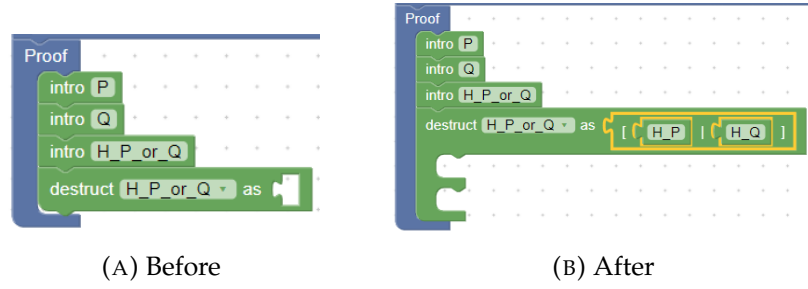 Proof
intro P
intro Q
intro H_P_or_Q
destruct H_P_or_Q as
(A) Before
Proof
intro P
intro Q
intro H_P_or_Q
destruct H_P_or_Q as [ H_P | H_Q ]
(B) After